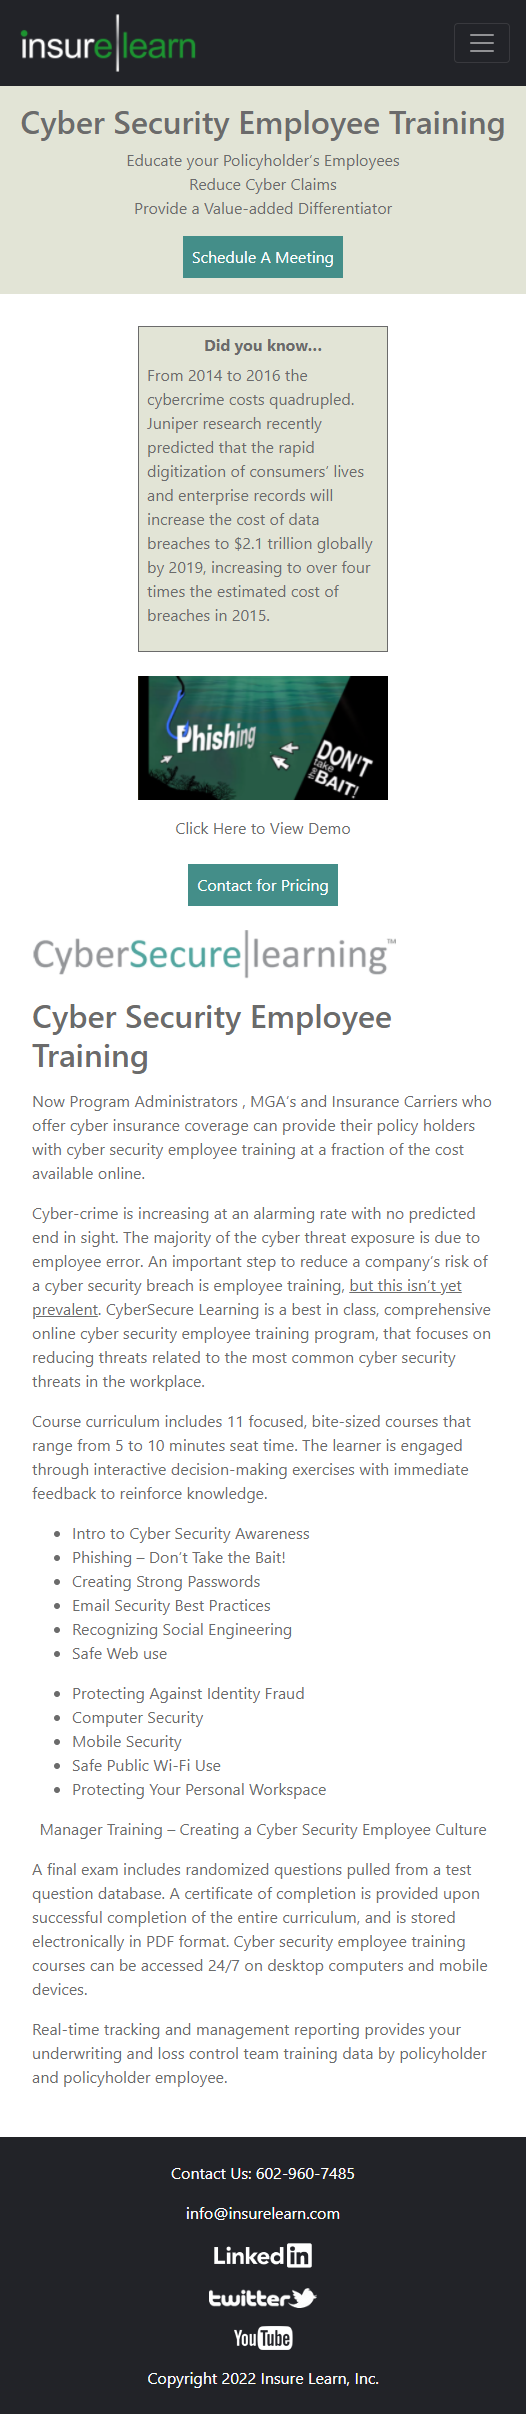 insure|learn
Cyber Security Employee Training
Educate your Policyholder's Employees
Reduce Cyber Claims
Provide a Value-added Differentiator
Schedule A Meeting
Did you know...
From 2014 to 2016 the
cybercrime costs quadrupled.
Juniper research recently
predicted that the rapid
digitization of consumers' lives
and enterprise records will
increase the cost of data
breaches to $2.1 trillion globally
by 2019, increasing to over four
times the estimated cost of
breaches in 2015.
Phishing
DON'T
take
the
BAIT!
Click Here to View Demo
Contact for Pricing
CyberSecure|learning™
Cyber Security Employee
Training
Now Program Administrators , MGA's and Insurance Carriers who
offer cyber insurance coverage can provide their policy holders
with cyber security employee training at a fraction of the cost
available online.
Cyber-crime is increasing at an alarming rate with no predicted
end in sight. The majority of the cyber threat exposure is due to
employee error. An important step to reduce a company's risk of
a cyber security breach is employee training, but this isn't yet
prevalent. CyberSecure Learning is a best in class, comprehensive
online cyber security employee training program, that focuses on
reducing threats related to the most common cyber security
threats in the workplace.
Course curriculum includes 11 focused, bite-sized courses that
range from 5 to 10 minutes seat time. The learner is engaged
through interactive decision-making exercises with immediate
feedback to reinforce knowledge.
• Intro to Cyber Security Awareness
• Phishing – Don't Take the Bait!
• Creating Strong Passwords
• Email Security Best Practices
• Recognizing Social Engineering
• Safe Web use
• Protecting Against Identity Fraud
• Computer Security
• Mobile Security
• Safe Public Wi-Fi Use
• Protecting Your Personal Workspace
Manager Training – Creating a Cyber Security Employee Culture
A final exam includes randomized questions pulled from a test
question database. A certificate of completion is provided upon
successful completion of the entire curriculum, and is stored
electronically in PDF format. Cyber security employee training
courses can be accessed 24/7 on desktop computers and mobile
devices.
Real-time tracking and management reporting provides your
underwriting and loss control team training data by policyholder
and policyholder employee.
Contact Us: 602-960-7485
info@insurelearn.com
Linked in
twitter
YouTube
Copyright 2022 Insure Learn, Inc.